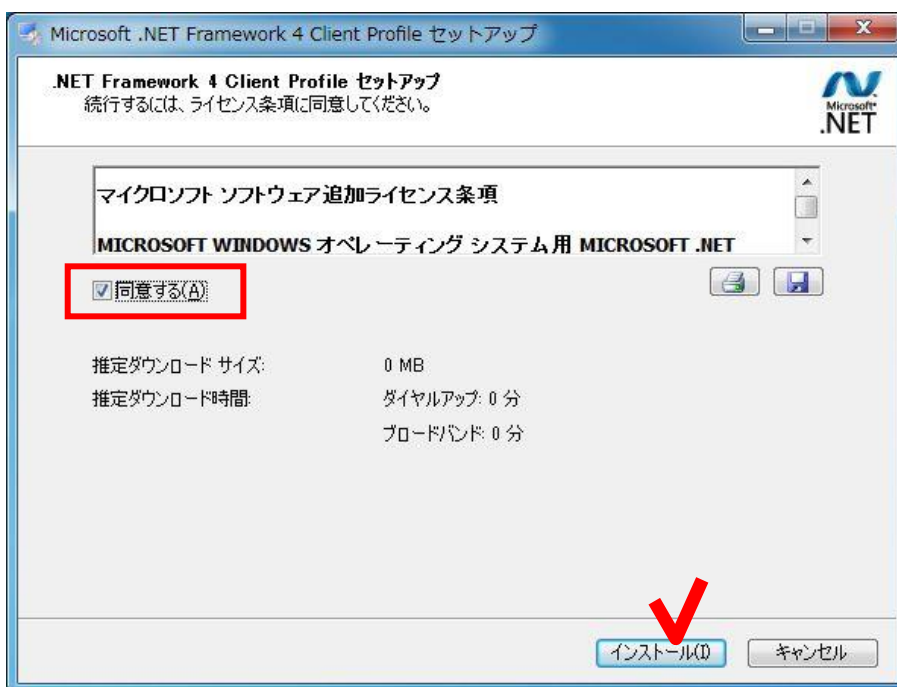 Microsoft .NET Framework 4 Client Profile セットアップ
.NET Framework 4 Client Profile セットアップ
続行するには、ライセンス条項に同意してください。
Microsoft
.NET
マイクロソフト ソフトウェア追加ライセンス条項
MICROSOFT WINDOWS オペレーティング システム用 MICROSOFT .NET
同意する(A)
推定ダウンロード サイズ: 0 MB
推定ダウンロード時間: ダイヤルアップ: 0 分
ブロードバンド: 0 分
インストール(I) キャンセル